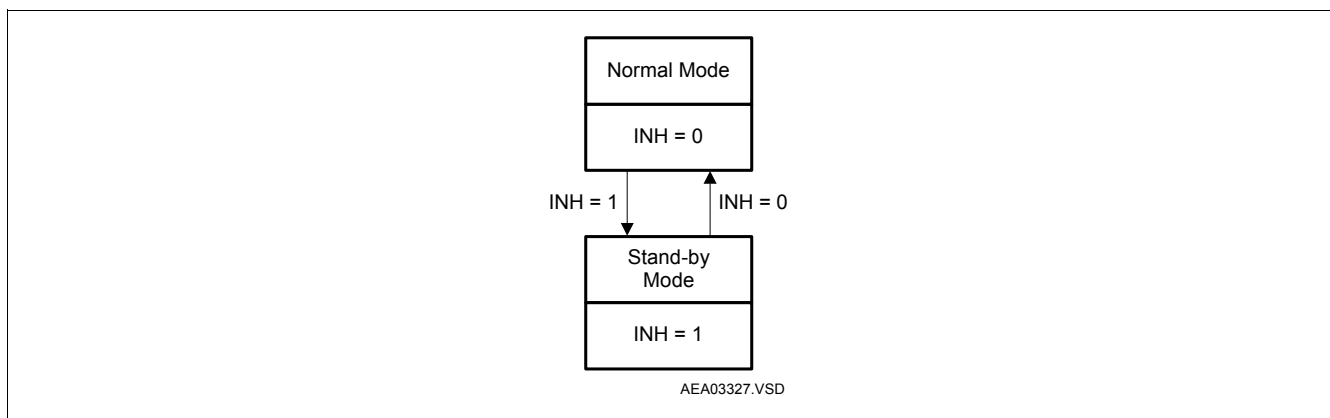 Normal Mode
INH = 0
INH = 1
INH = 0
Stand-by
Mode
INH = 1
AEA03327.VSD